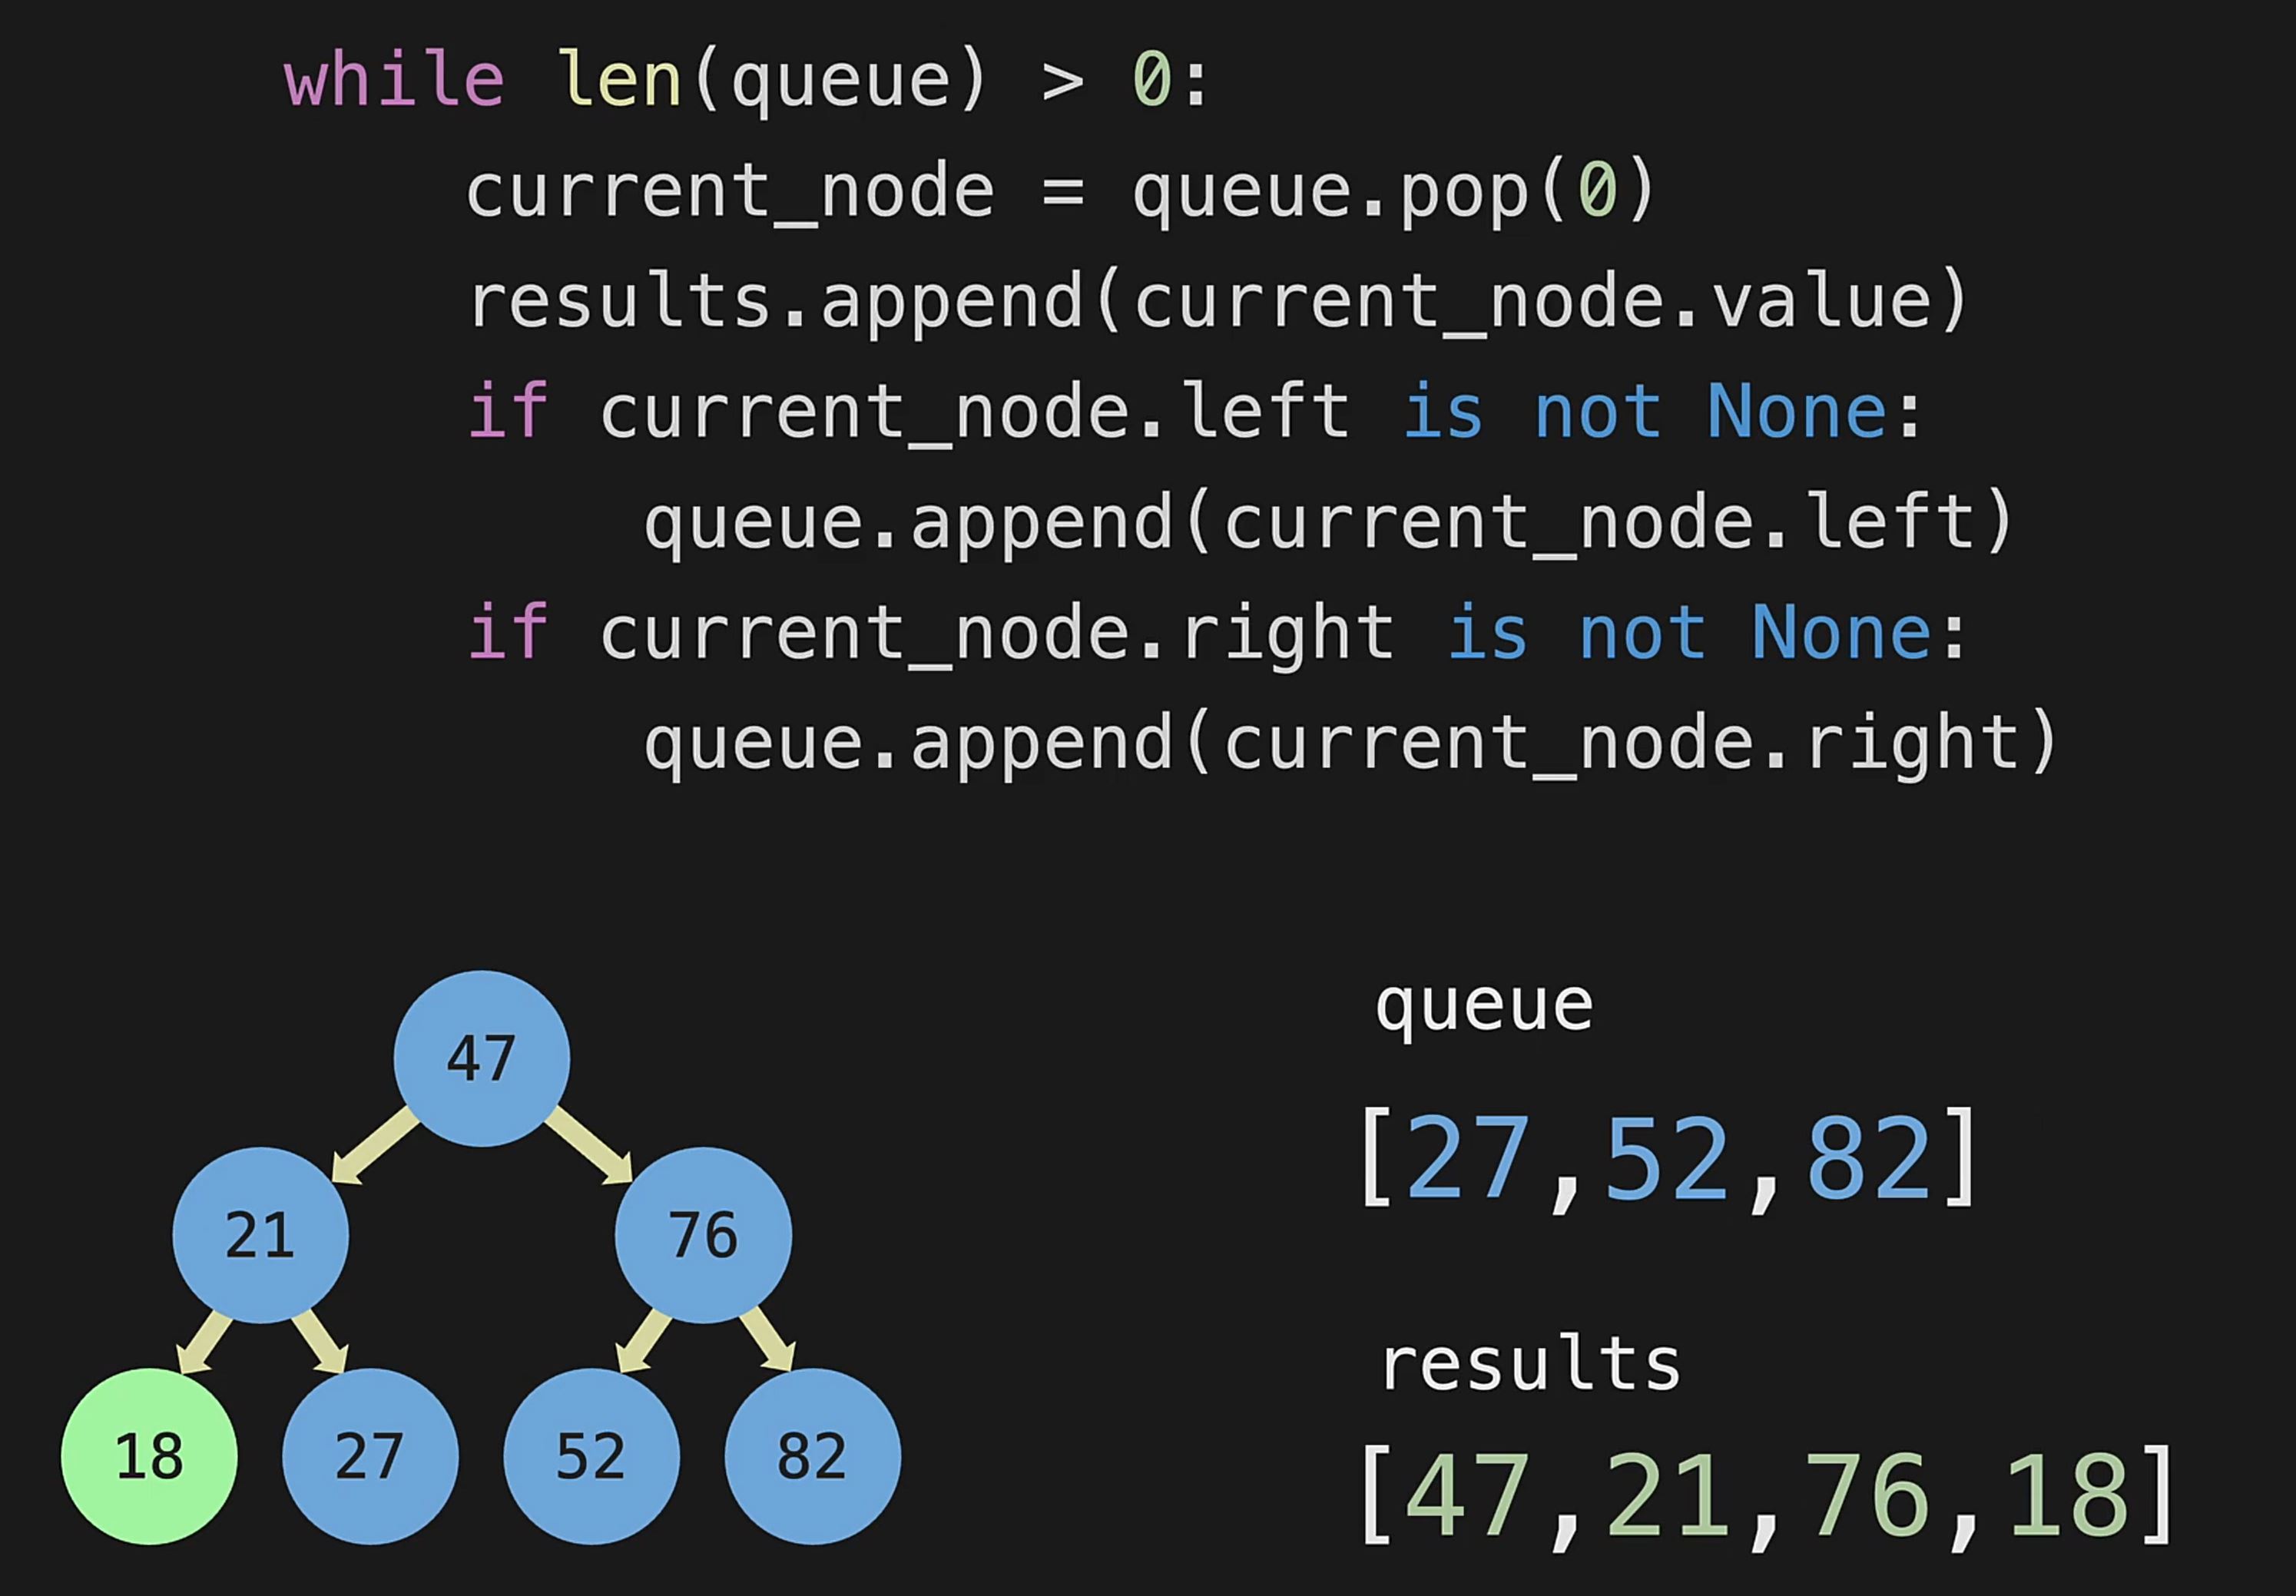 while len(queue) > 0:
    current_node = queue.pop(0)
    results.append(current_node.value)
    if current_node.left is not None:
        queue.append(current_node.left)
    if current_node.right is not None:
        queue.append(current_node.right)
47
21 76
18 27 52 82
queue
[27,52,82]
results
[47,21,76,18]